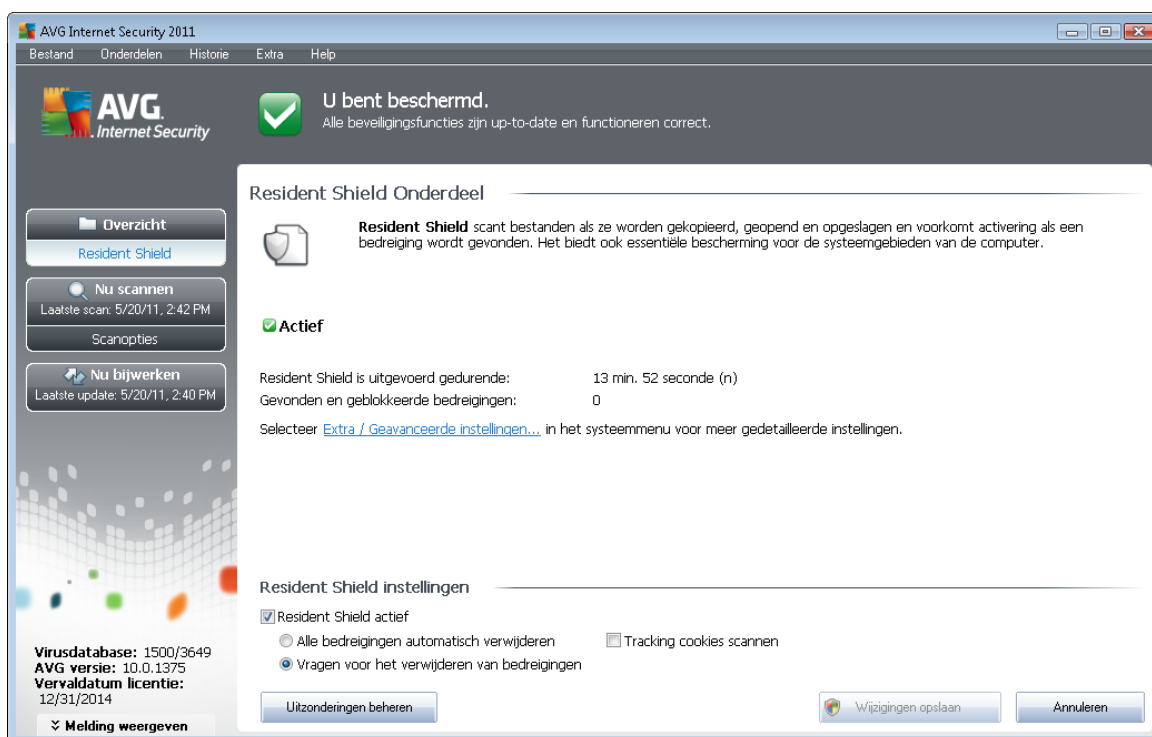 AVG Internet Security 2011
Bestand Onderdelen Historie Extra Help
AVG.
Internet Security
U bent beschermd.
Alle beveiligingsfuncties zijn up-to-date en functioneren correct.
Overzicht
Resident Shield
Nu scannen
Laatste scan: 5/20/11, 2:42 PM
Scanopties
Nu bijwerken
Laatste update: 5/20/11, 2:40 PM
Virusdatabase: 1500/3649
AVG versie: 10.0.1375
Vervaldatum licentie:
12/31/2014
Melding weergeven
Resident Shield Onderdeel
Resident Shield scant bestanden als ze worden gekopieerd, geopend en opgeslagen en voorkomt activering als een
bedreiging wordt gevonden. Het biedt ook essentiële bescherming voor de systeemgebieden van de computer.
Actief
Resident Shield is uitgevoerd gedurende: 13 min. 52 seconde (n)
Gevonden en geblokkeerde bedreigingen: 0
Selecteer Extra / Geavanceerde instellingen... in het systeemmenu voor meer gedetailleerde instellingen.
Resident Shield instellingen
Resident Shield actief
Alle bedreigingen automatisch verwijderen Tracking cookies scannen
Vragen voor het verwijderen van bedreigingen
Uitzonderingen beheren Wijzigingen opslaan Annuleren